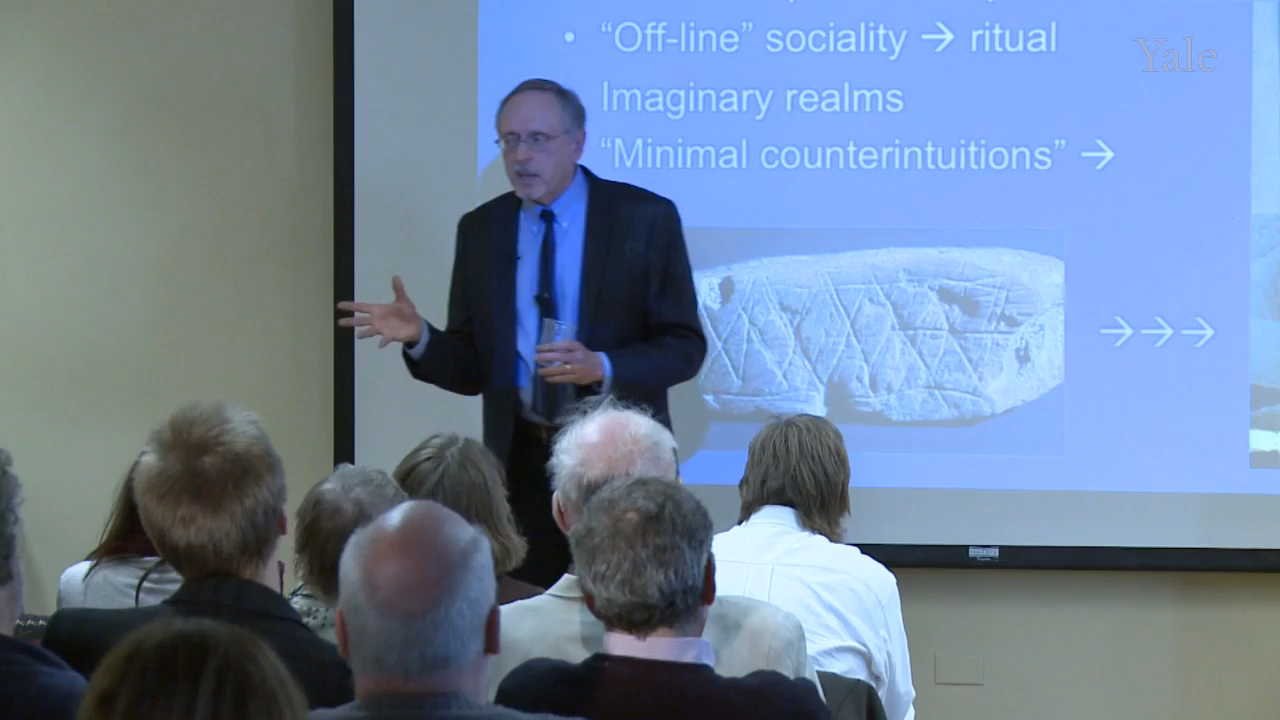 • “Off-line” sociality → ritual
Yale
Imaginary realms
“Minimal counterintuitions” →
→→→